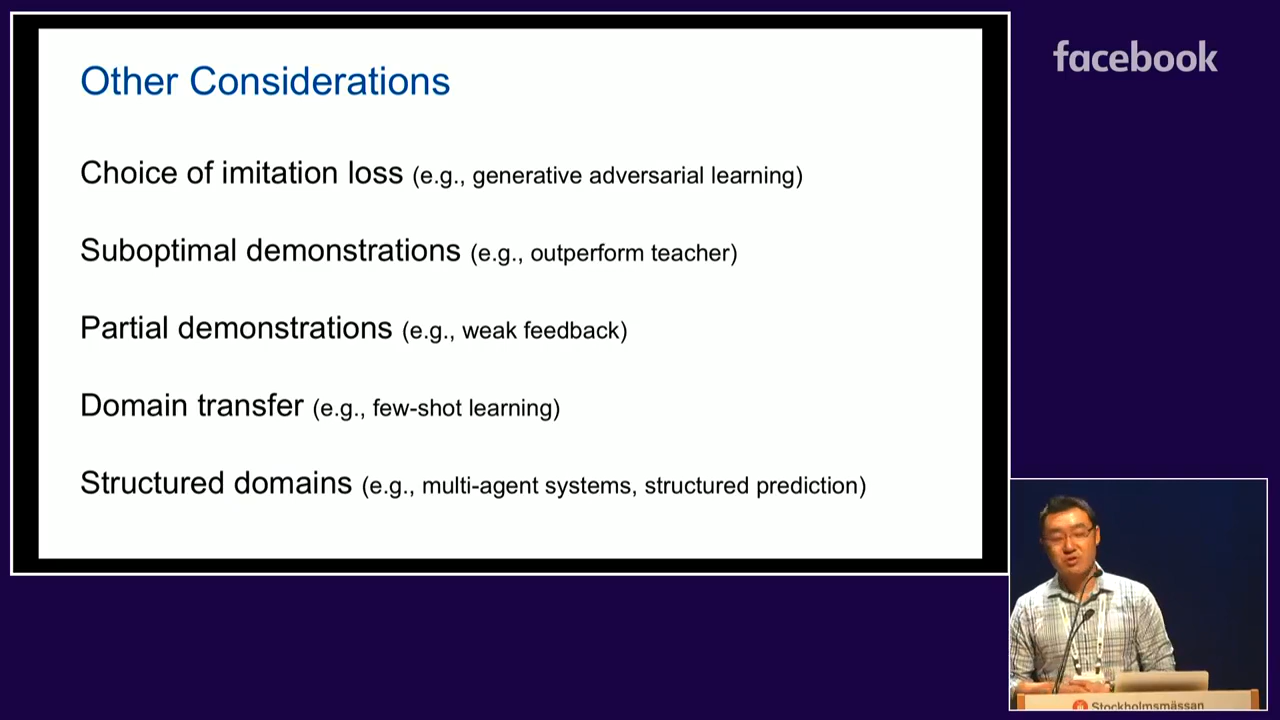 Other Considerations
facebook
Choice of imitation loss (e.g., generative adversarial learning)
Suboptimal demonstrations (e.g., outperform teacher)
Partial demonstrations (e.g., weak feedback)
Domain transfer (e.g., few-shot learning)
Structured domains (e.g., multi-agent systems, structured prediction)
Stockholmsmässan